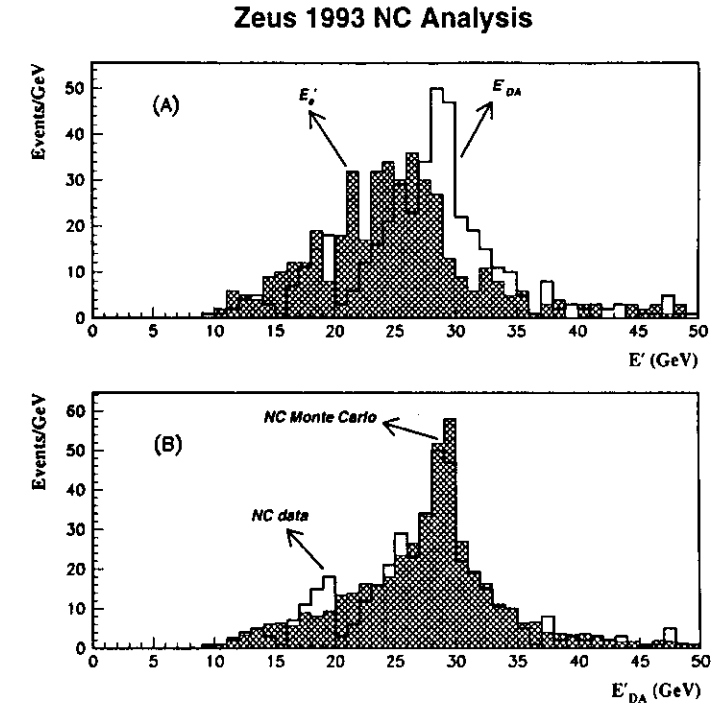 Zeus 1993 NC Analysis
Events/GeV
50
40
30
20
10
0
(A)
E'e
E'DA
0 5 10 15 20 25 30 35 40 45 50
E' (GeV)
Events/GeV
60
50
40
30
20
10
0
(B)
NC Monte Carlo
NC data
0 5 10 15 20 25 30 35 40 45 50
E'DA (GeV)